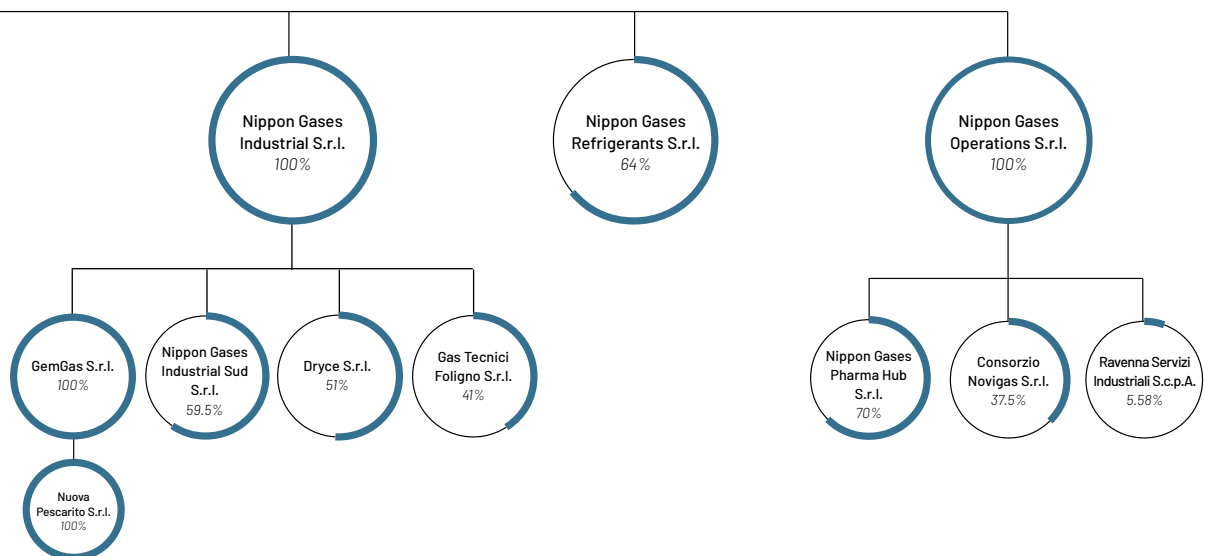 Nippon Gases
Industrial S.r.l.
100%
Nippon Gases
Refrigerants S.r.l.
64%
Nippon Gases
Operations S.r.l.
100%
GemGas S.r.l.
100%
Nippon Gases
Industrial Sud
S.r.l.
59.5%
Dryce S.r.l.
51%
Gas Tecnici
Foligno S.r.l.
41%
Nippon Gases
Pharma Hub
S.r.l.
70%
Consorzio
Novigas S.r.l.
37.5%
Ravenna Servizi
Industriali S.c.p.A.
5.58%
Nuova
Pescarito S.r.l.
100%